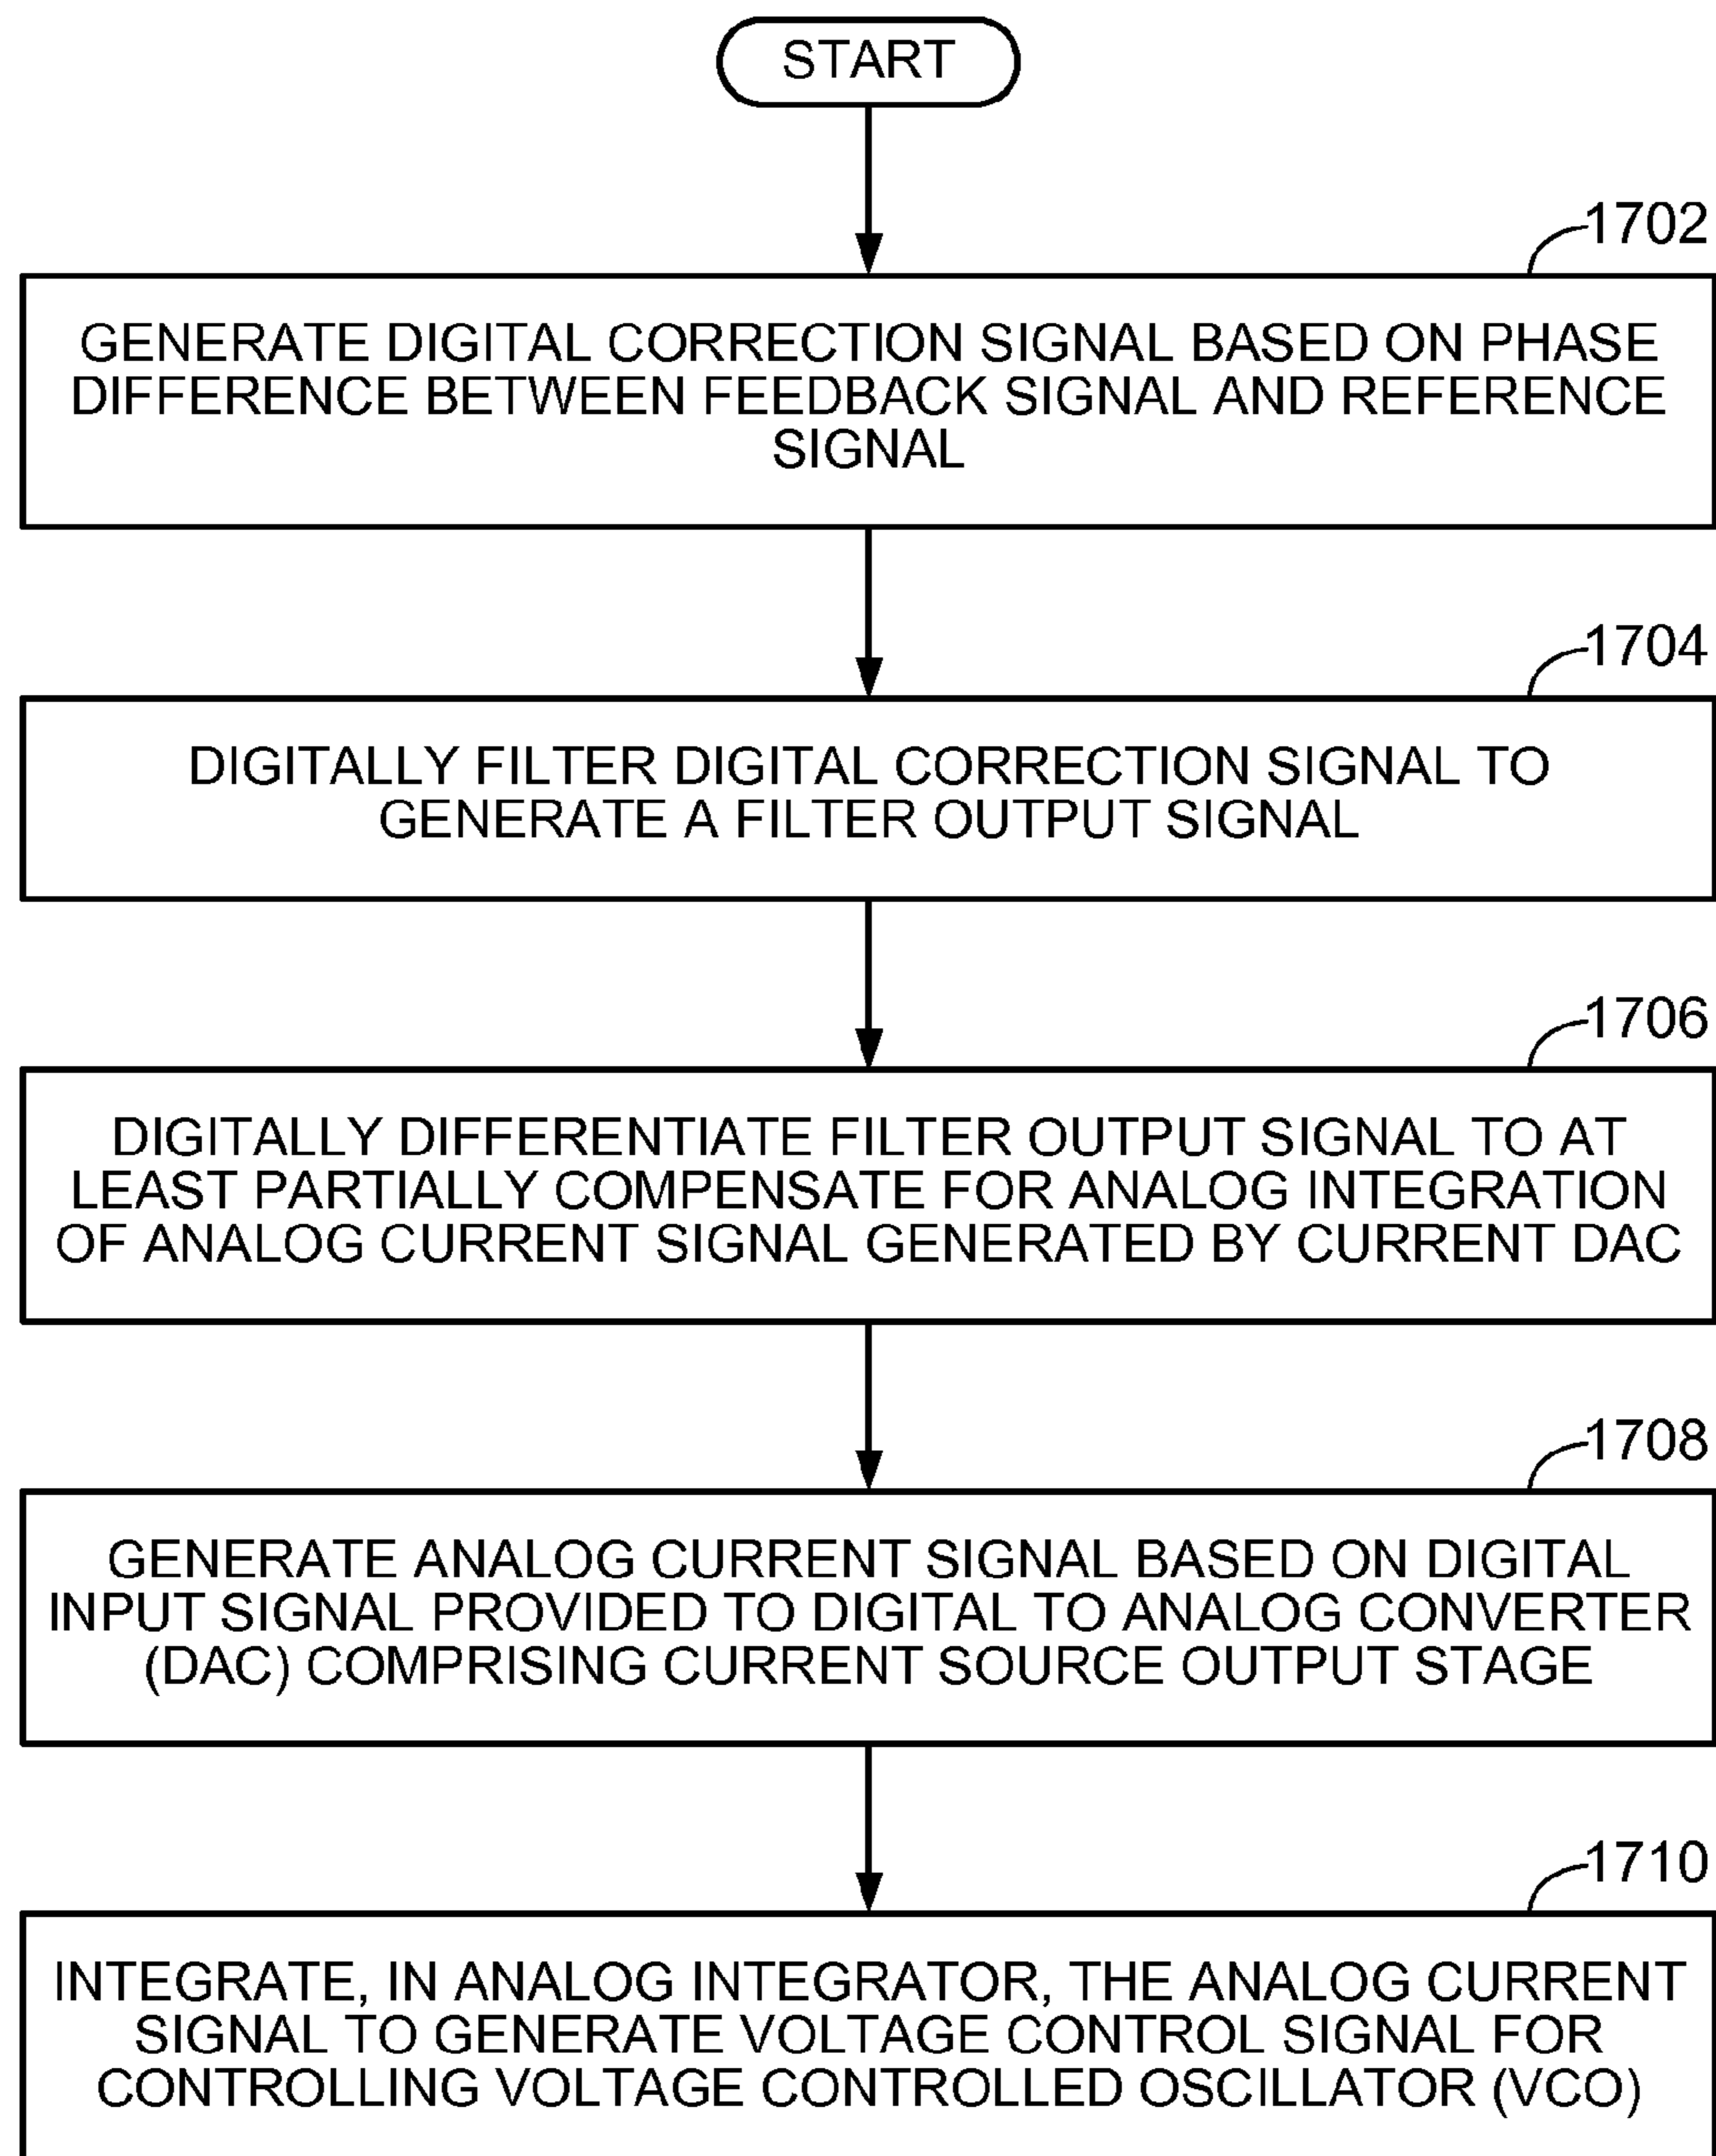 START
1702
GENERATE DIGITAL CORRECTION SIGNAL BASED ON PHASE
DIFFERENCE BETWEEN FEEDBACK SIGNAL AND REFERENCE
SIGNAL
1704
DIGITALLY FILTER DIGITAL CORRECTION SIGNAL TO
GENERATE A FILTER OUTPUT SIGNAL
1706
DIGITALLY DIFFERENTIATE FILTER OUTPUT SIGNAL TO AT
LEAST PARTIALLY COMPENSATE FOR ANALOG INTEGRATION
OF ANALOG CURRENT SIGNAL GENERATED BY CURRENT DAC
1708
GENERATE ANALOG CURRENT SIGNAL BASED ON DIGITAL
INPUT SIGNAL PROVIDED TO DIGITAL TO ANALOG CONVERTER
(DAC) COMPRISING CURRENT SOURCE OUTPUT STAGE
1710
INTEGRATE, IN ANALOG INTEGRATOR, THE ANALOG CURRENT
SIGNAL TO GENERATE VOLTAGE CONTROL SIGNAL FOR
CONTROLLING VOLTAGE CONTROLLED OSCILLATOR (VCO)